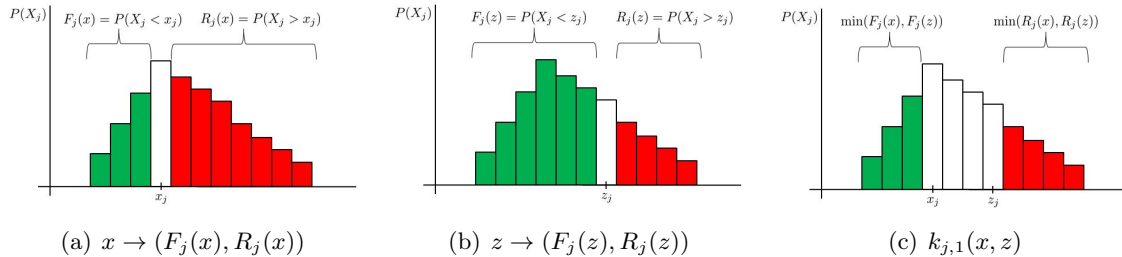 P(X_j)
F_j(x) = P(X_j < x_j)
R_j(x) = P(X_j > x_j)
x_j
(a) x → (F_j(x), R_j(x))
P(X_j)
F_j(z) = P(X_j < z_j)
R_j(z) = P(X_j > z_j)
z_j
(b) z → (F_j(z), R_j(z))
P(X_j)
min(F_j(x), F_j(z))
min(R_j(x), R_j(z))
x_j
z_j
(c) k_{j,1}(x, z)